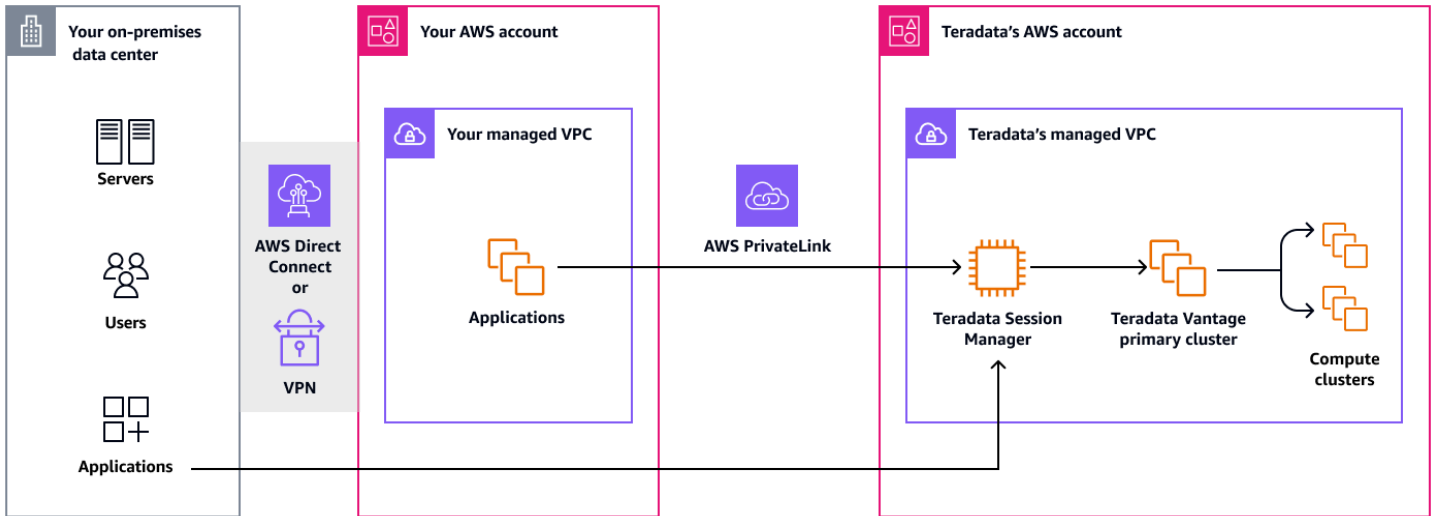 Your on-premises
data center
Servers
Users
Applications
AWS Direct
Connect
or
VPN
Your AWS account
Your managed VPC
Applications
AWS PrivateLink
Teradata's AWS account
Teradata's managed VPC
Teradata Session
Manager
Teradata Vantage
primary cluster
Compute
clusters